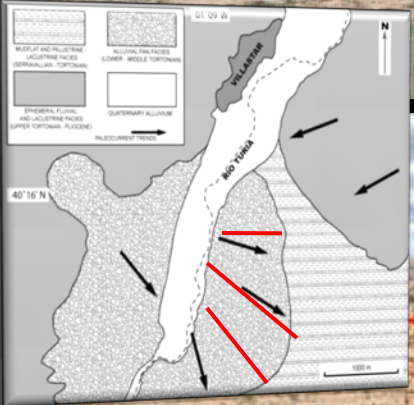 01 09 W
MUDFLAT AND PALUSTRINE -
LACUSTRINE FACIES
(SERRAVALLIAN - TORTONIAN)
ALLUVIAL FAN FACIES
(LOWER - MIDDLE TORTONIAN)
EPHEMERAL FLUVIAL
AND LACUSTRINE FACIES
(UPPER TORTONIAN - PLIOCENE)
QUATERNARY ALLUVIUM
PALEOCURRENT TRENDS
N
VILLASTAR
RÍO TURIA
40°16'N
1000 m